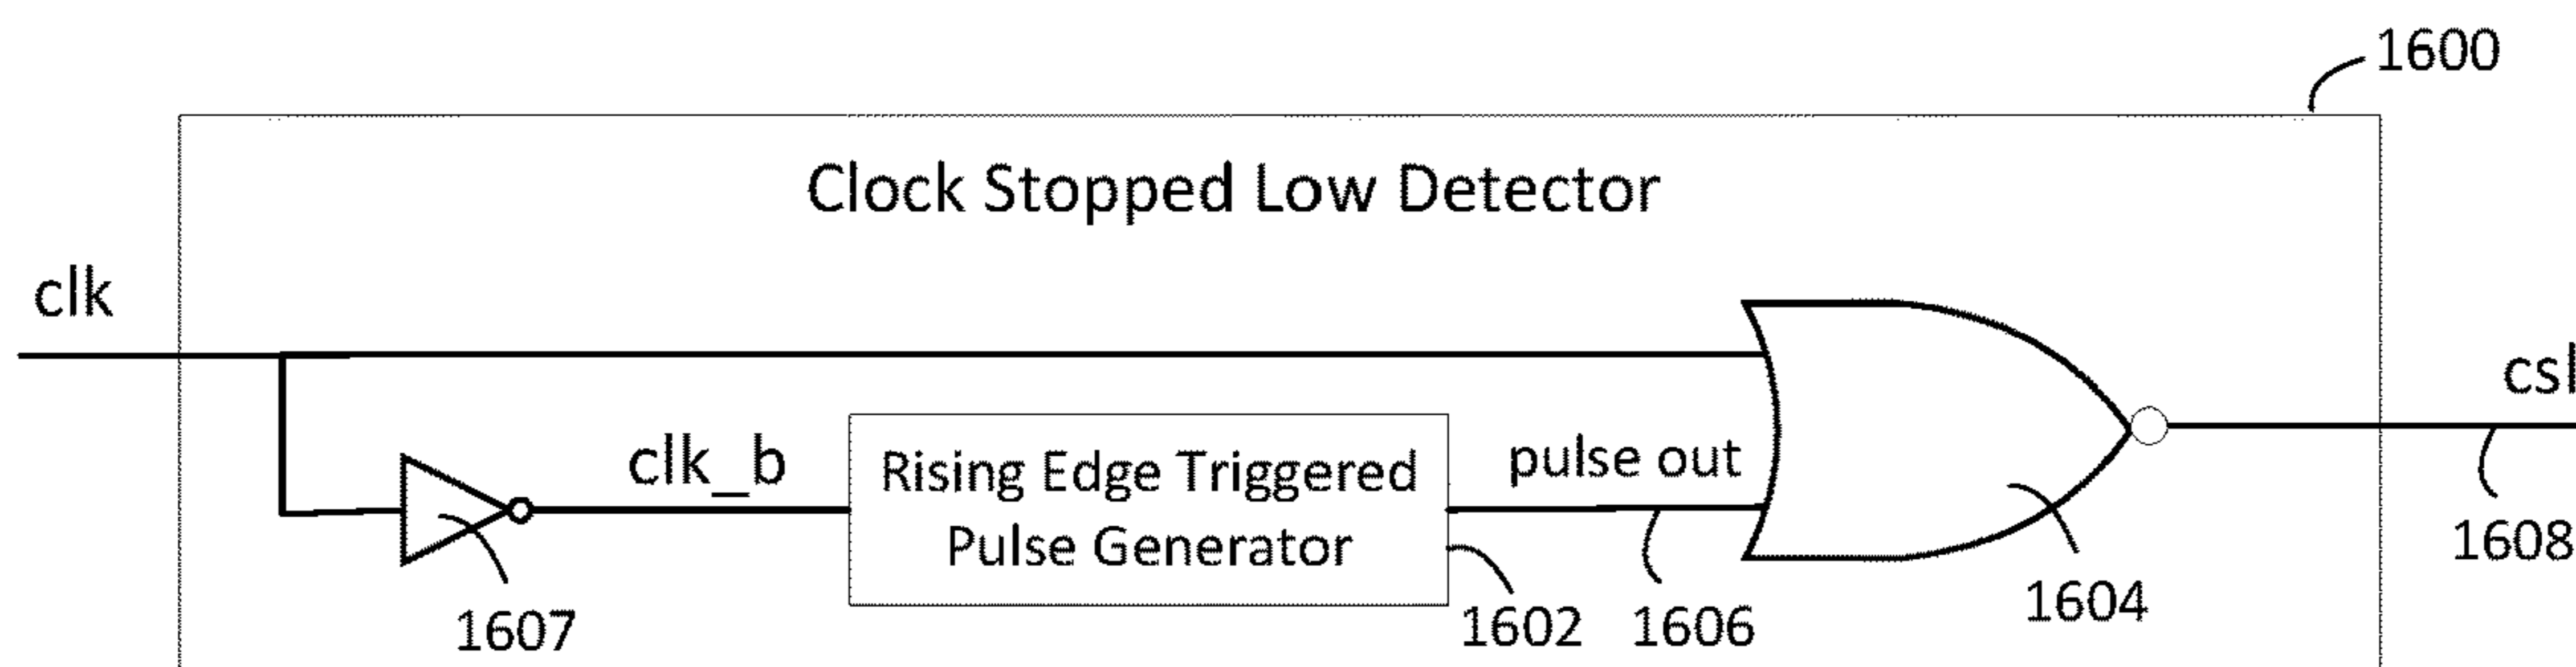 1600
Clock Stopped Low Detector
clk
csl
clk_b
Rising Edge Triggered
Pulse Generator
pulse out
1607
1602
1606
1604
1608